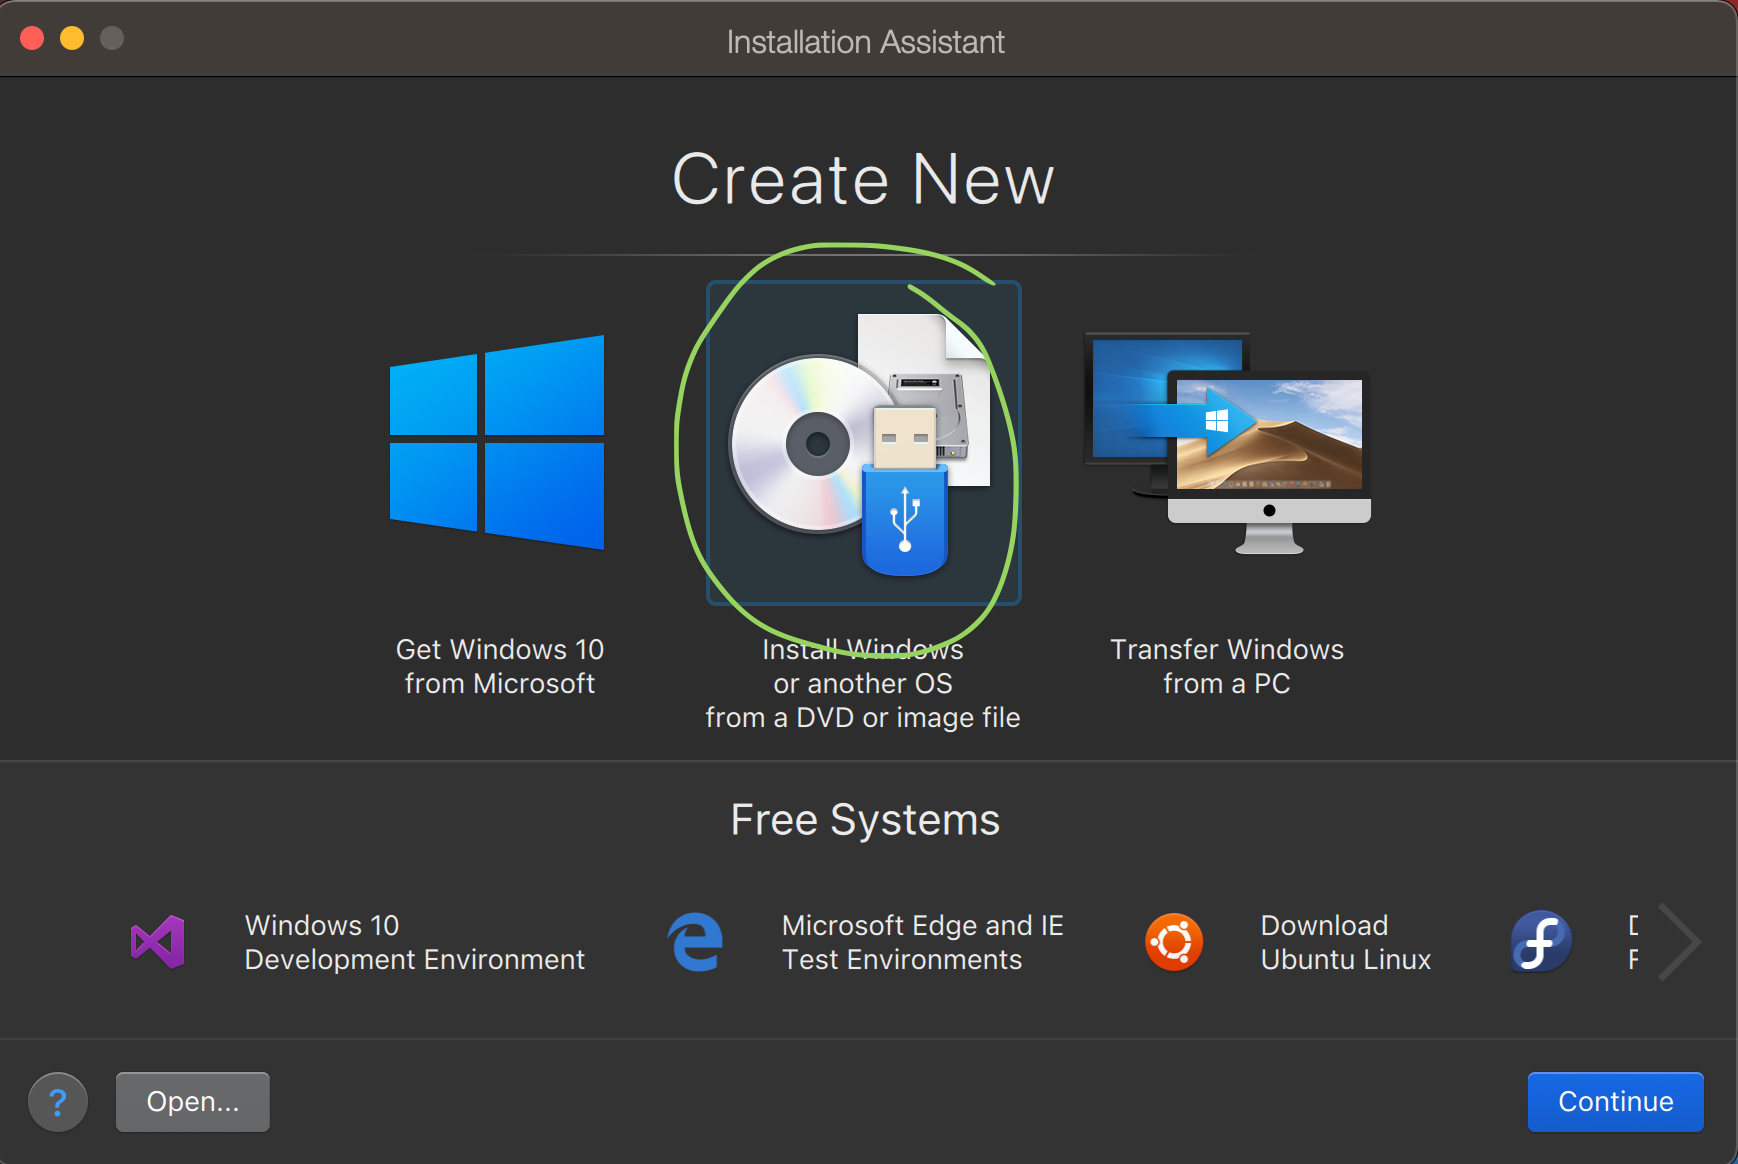 Installation Assistant
Create New
Get Windows 10
from Microsoft
Install Windows
or another OS
from a DVD or image file
Transfer Windows
from a PC
Free Systems
Windows 10
Development Environment
Microsoft Edge and IE
Test Environments
Download
Ubuntu Linux
?
Open...
Continue